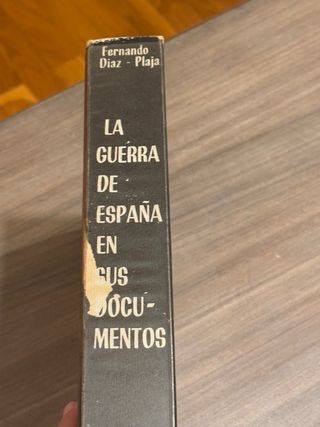 Fernando
Diaz - Plaja
LA
GUERRA
DE
ESPAÑA
EN
SUS
DOCU-
MENTOS